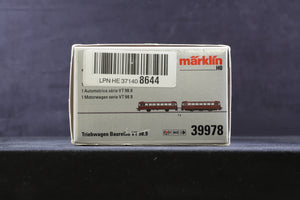 märklin
H0
LPN HE 37140 8644
1 Automotrice série VT 98.9
1 Motorwagen serie VT 98.9
Triebwagen Baureihe VT 98.9
39978